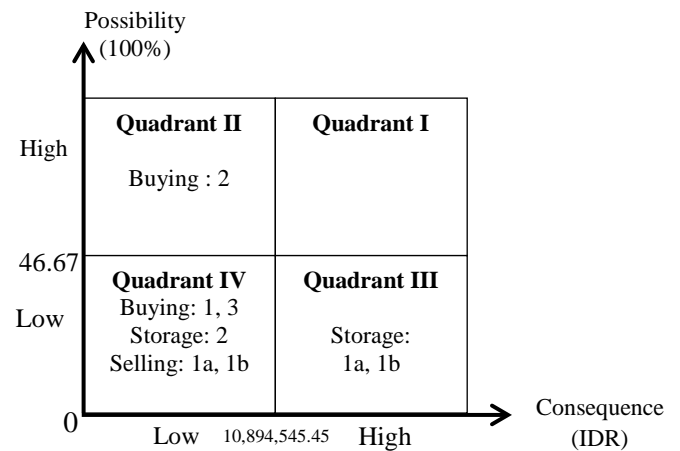 Possibility
(100%)
Quadrant II
Quadrant I
High
Buying : 2
46.67
Quadrant IV
Quadrant III
Buying: 1, 3
Low
Storage: 2
Storage:
Selling: 1a, 1b
1a, 1b
0
Low
10,894,545.45
High
Consequence
(IDR)